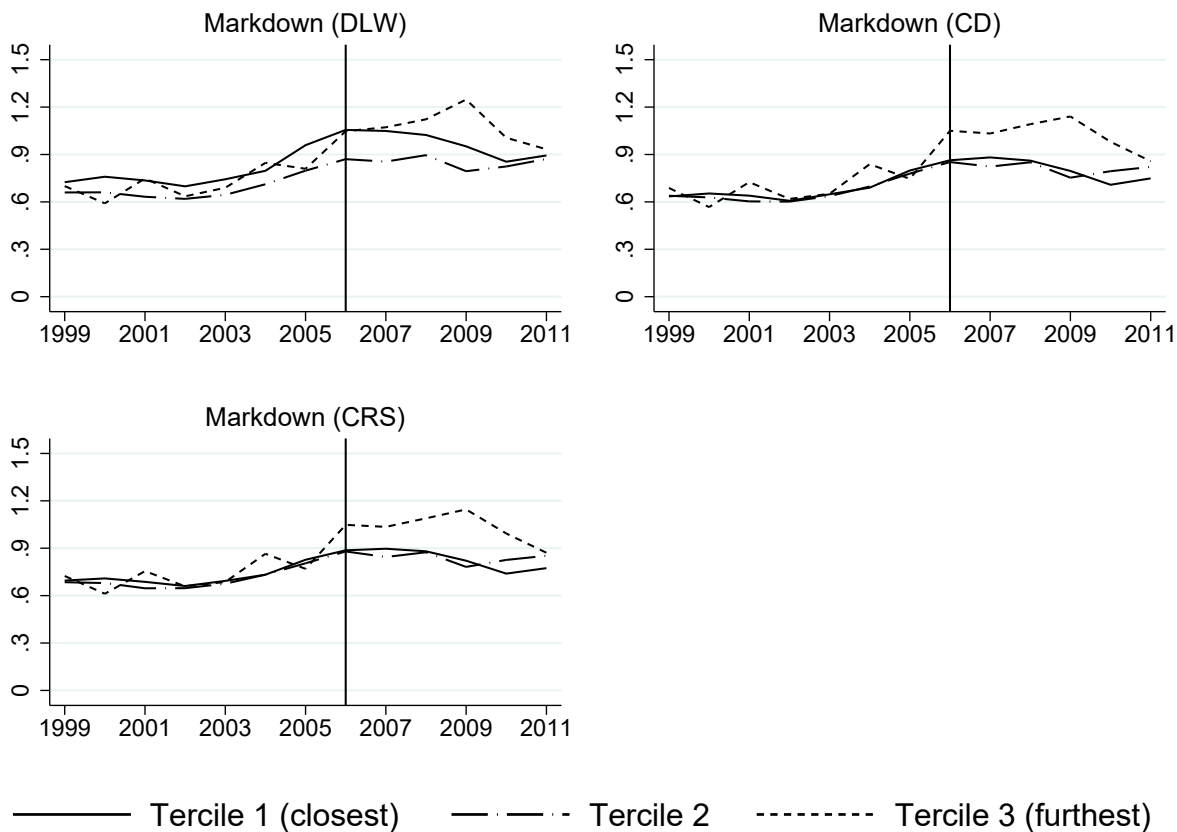 Markdown (DLW)
1.5
1.2
.9
.6
.3
0
1999 2001 2003 2005 2007 2009 2011
Markdown (CD)
1.5
1.2
.9
.6
.3
0
1999 2001 2003 2005 2007 2009 2011
Markdown (CRS)
1.5
1.2
.9
.6
.3
0
1999 2001 2003 2005 2007 2009 2011
Tercile 1 (closest) Tercile 2 Tercile 3 (furthest)